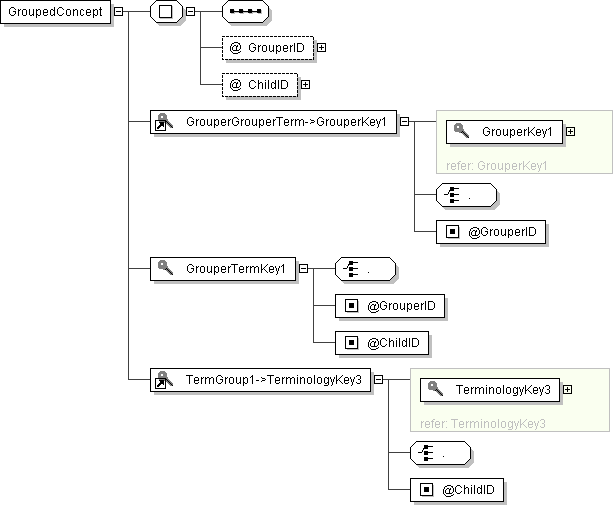 GroupedConcept
@ GrouperID
@ ChildID
GrouperGrouperTerm->GrouperKey1
GrouperKey1
refer: GrouperKey1
.
@GrouperID
GrouperTermKey1
.
@GrouperID
@ChildID
TermGroup1->TerminologyKey3
TerminologyKey3
refer: TerminologyKey3
.
@ChildID